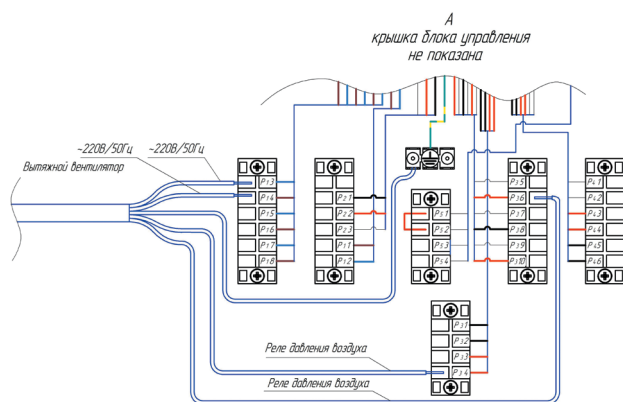 А
крышка блока управления
не показана
~220В/50Гц
~220В/50Гц
Вытяжной вентилятор
P13
P14
P15
P16
P17
P18
P21
P22
P23
P11
P12
P51
P52
P53
P54
P35
P36
P37
P38
P39
P310
P41
P42
P43
P44
P45
P46
P31
P32
P33
P34
Реле давления воздуха
Реле давления воздуха